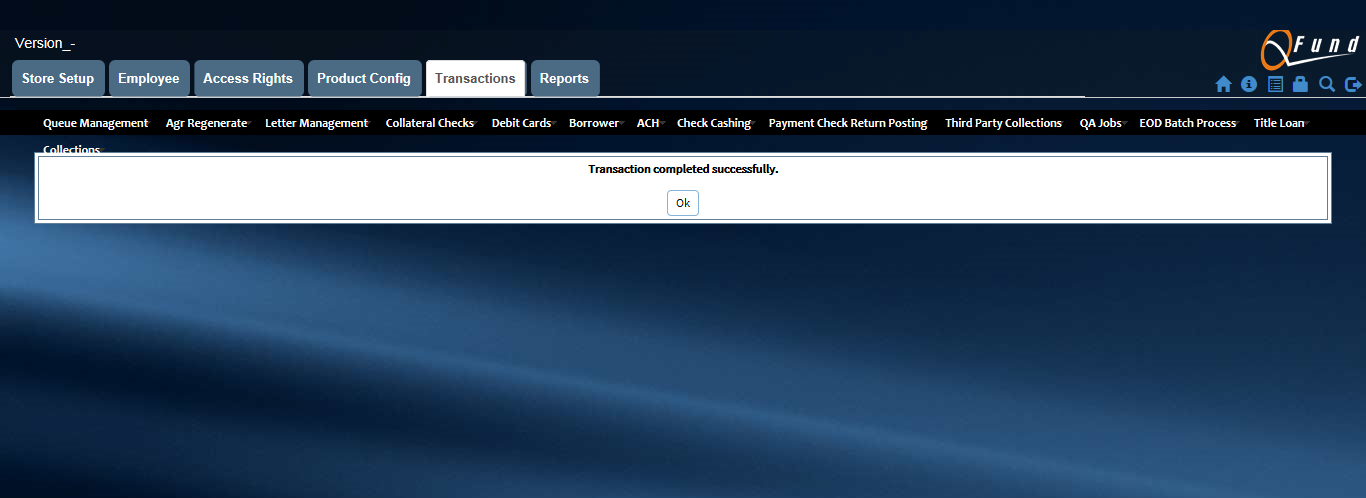 Version_-
QFund
Store Setup Employee Access Rights Product Config Transactions Reports
Queue Management Agr Regenerate Letter Management Collateral Checks Debit Cards Borrower ACH Check Cashing Payment Check Return Posting Third Party Collections QA Jobs EOD Batch Process Title Loan
Collections
Transaction completed successfully.
Ok